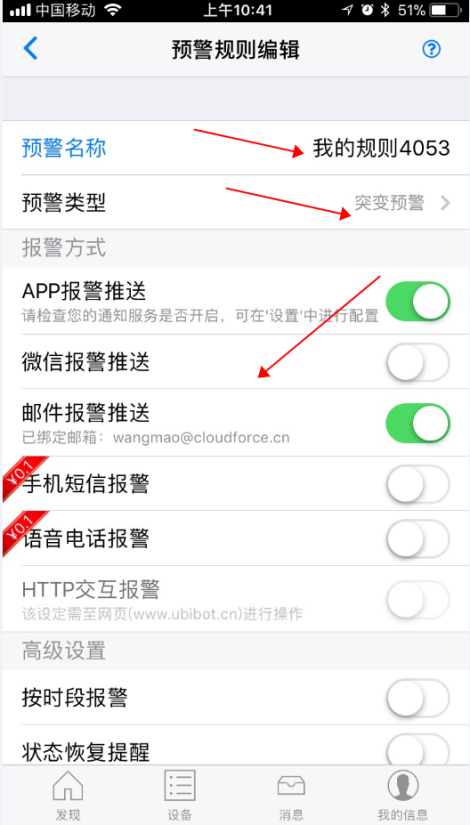 中国移动 上午10:41 51%
预警规则编辑 ?
预警名称 我的规则4053
预警类型 突变预警
报警方式
APP报警推送
请检查您的通知服务是否开启，可在'设置'中进行配置
微信报警推送
邮件报警推送
已绑定邮箱：wangmao@cloudforce.cn
¥0.1
手机短信报警
¥0.1
语音电话报警
HTTP交互报警
该设定需至网页(www.ubibot.cn)进行操作
高级设置
按时段报警
状态恢复提醒
发现 设备 消息 我的信息